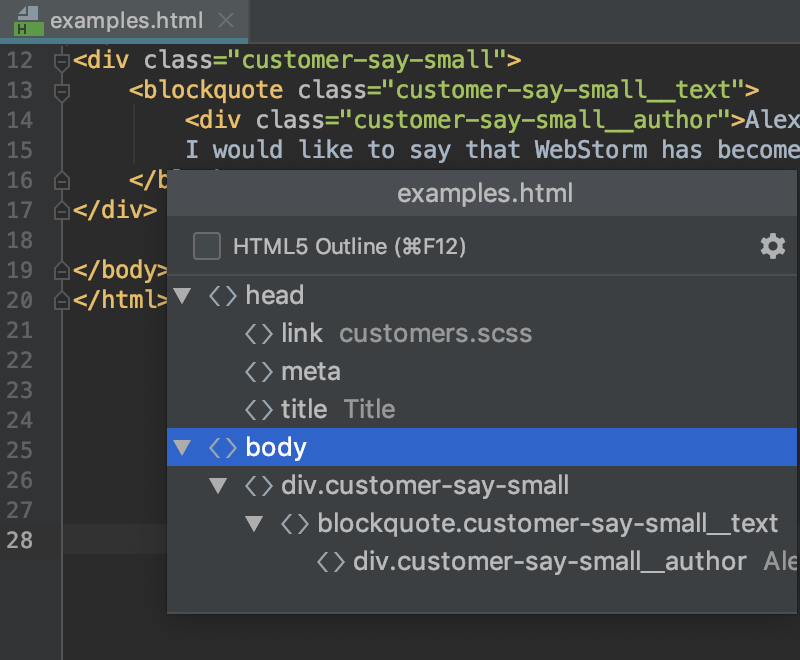 examples.html
12 <div class="customer-say-small">
13 <blockquote class="customer-say-small__text">
14 <div class="customer-say-small__author">Alex
15 I would like to say that WebStorm has become
16 </b
17 </div>
18
19 </body>
20 </html>
21
22
23
24
25
26
27
28
examples.html
HTML5 Outline (⌘F12)
head
link customers.scss
meta
title Title
body
div.customer-say-small
blockquote.customer-say-small__text
div.customer-say-small__author Ale